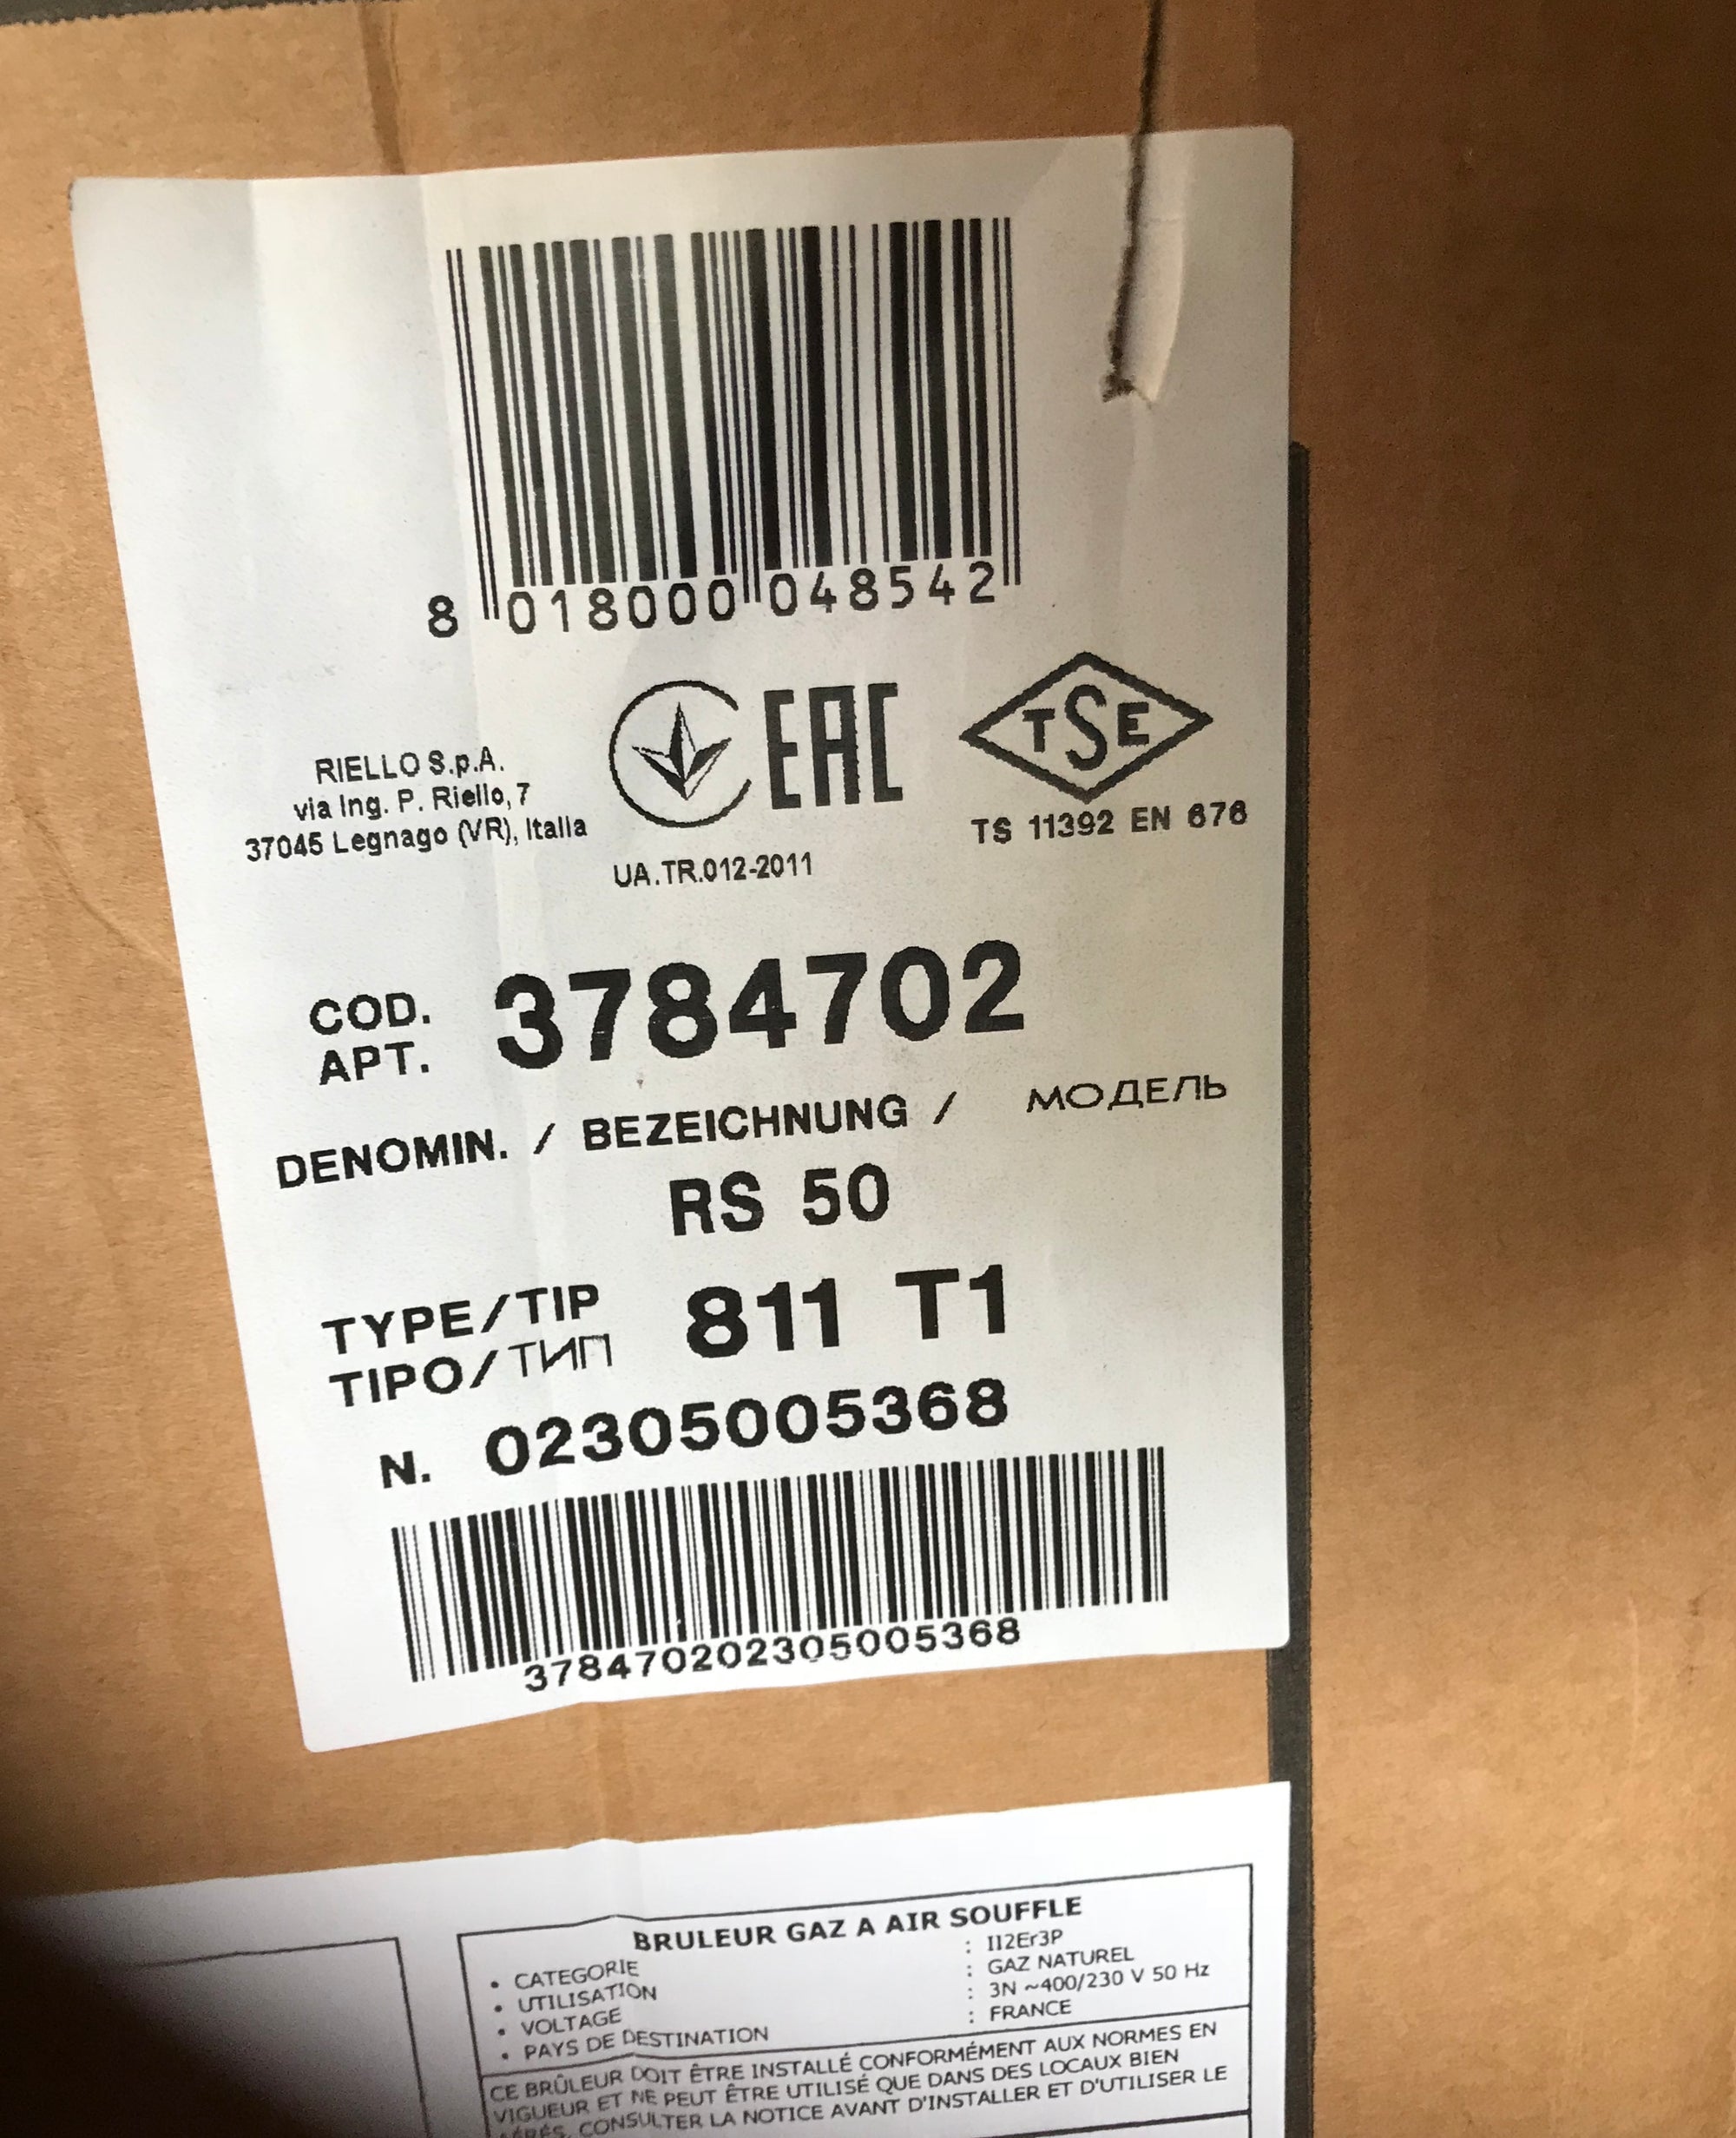 8 018000 048542
RIELLO S.p.A.
via Ing. P. Riello, 7
37045 Legnago (VR), Italia
EAC
UA.TR.012-2011
TSE
TS 11392 EN 676
COD. 3784702
APT.
DENOMIN. / BEZEICHNUNG / МОДЕЛЬ
RS 50
TYPE/TIP 811 T1
TIPO/ТИП
N. 02305005368
378470202305005368
BRULEUR GAZ A AIR SOUFFLE
• CATEGORIE : II2Er3P
• UTILISATION : GAZ NATUREL
• VOLTAGE : 3N ~400/230 V 50 Hz
• PAYS DE DESTINATION : FRANCE
CE BRÛLEUR DOIT ÊTRE INSTALLÉ CONFORMÉMENT AUX NORMES EN
VIGUEUR ET NE PEUT ÊTRE UTILISÉ QUE DANS DES LOCAUX BIEN
AÉRÉS, CONSULTER LA NOTICE AVANT D'INSTALLER ET D'UTILISER LE